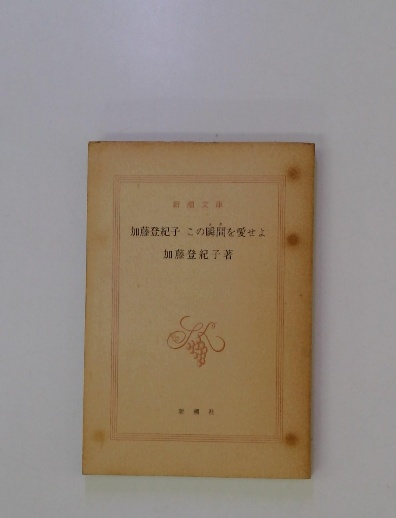 新潮文庫
加藤登紀子 この瞬間を愛せよ
加藤登紀子著
新潮社